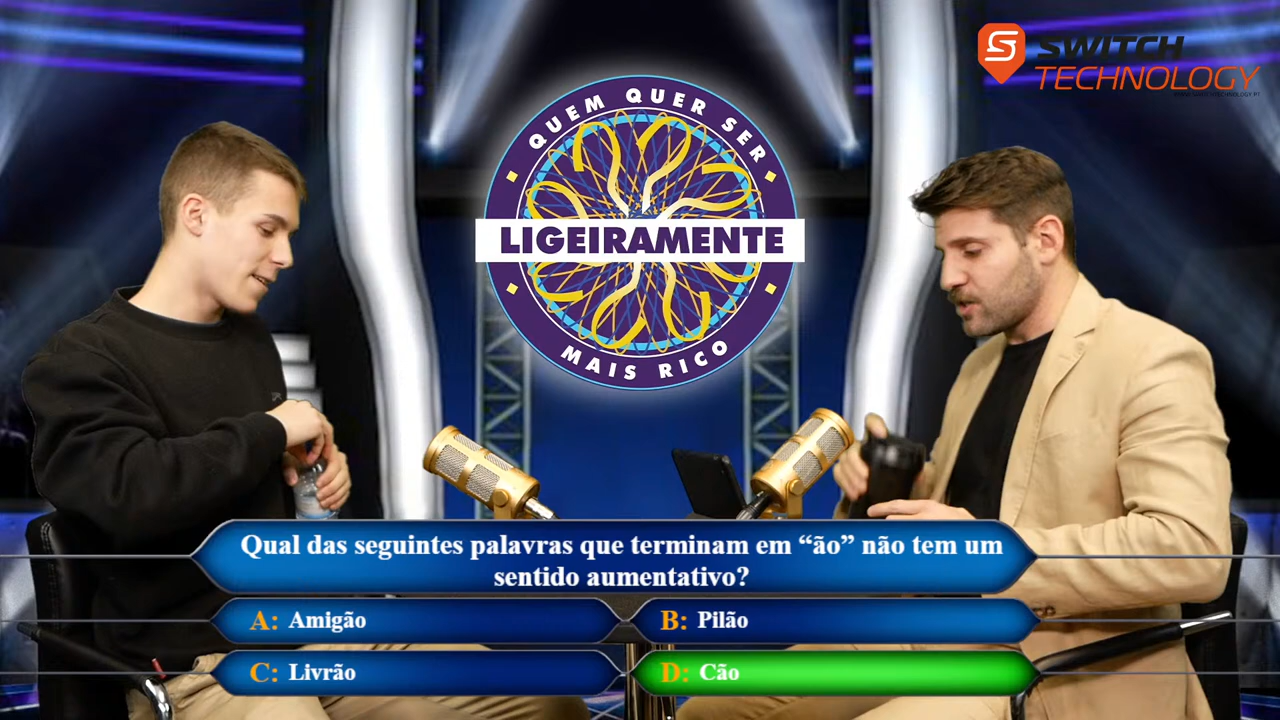 SWITCH
TECHNOLOGY
QUEM QUER SER
LIGEIRAMENTE
MAIS RICO
Qual das seguintes palavras que terminam em “ão” não tem um
sentido aumentativo?
A: Amigão
B: Pilão
C: Livrão
D: Cão